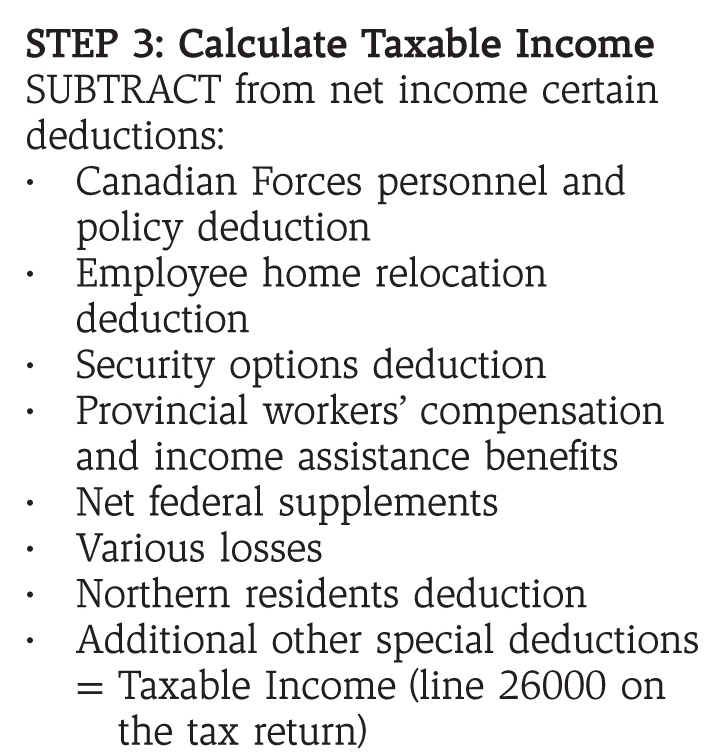 STEP 3: Calculate Taxable Income
SUBTRACT from net income certain
deductions:
• Canadian Forces personnel and
policy deduction
• Employee home relocation
deduction
• Security options deduction
• Provincial workers’ compensation
and income assistance benefits
• Net federal supplements
• Various losses
• Northern residents deduction
• Additional other special deductions
= Taxable Income (line 26000 on
the tax return)